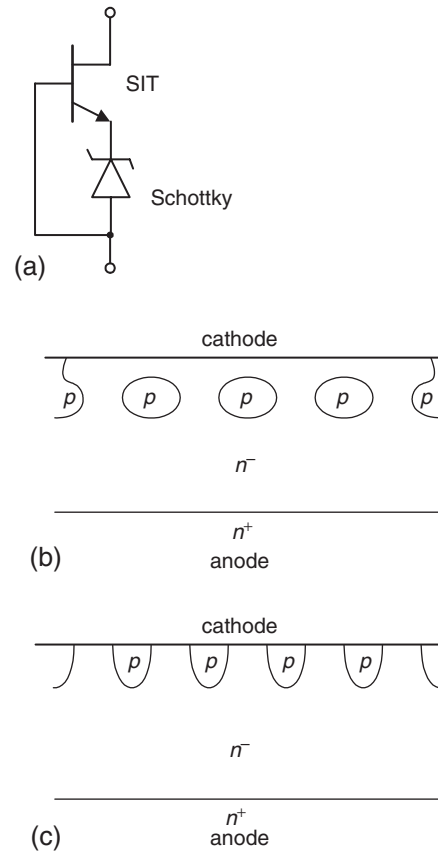 SIT
Schottky
(a)
cathode
p p p p p
n–
n+
(b)
anode
cathode
p p p p
n–
n+
(c)
anode